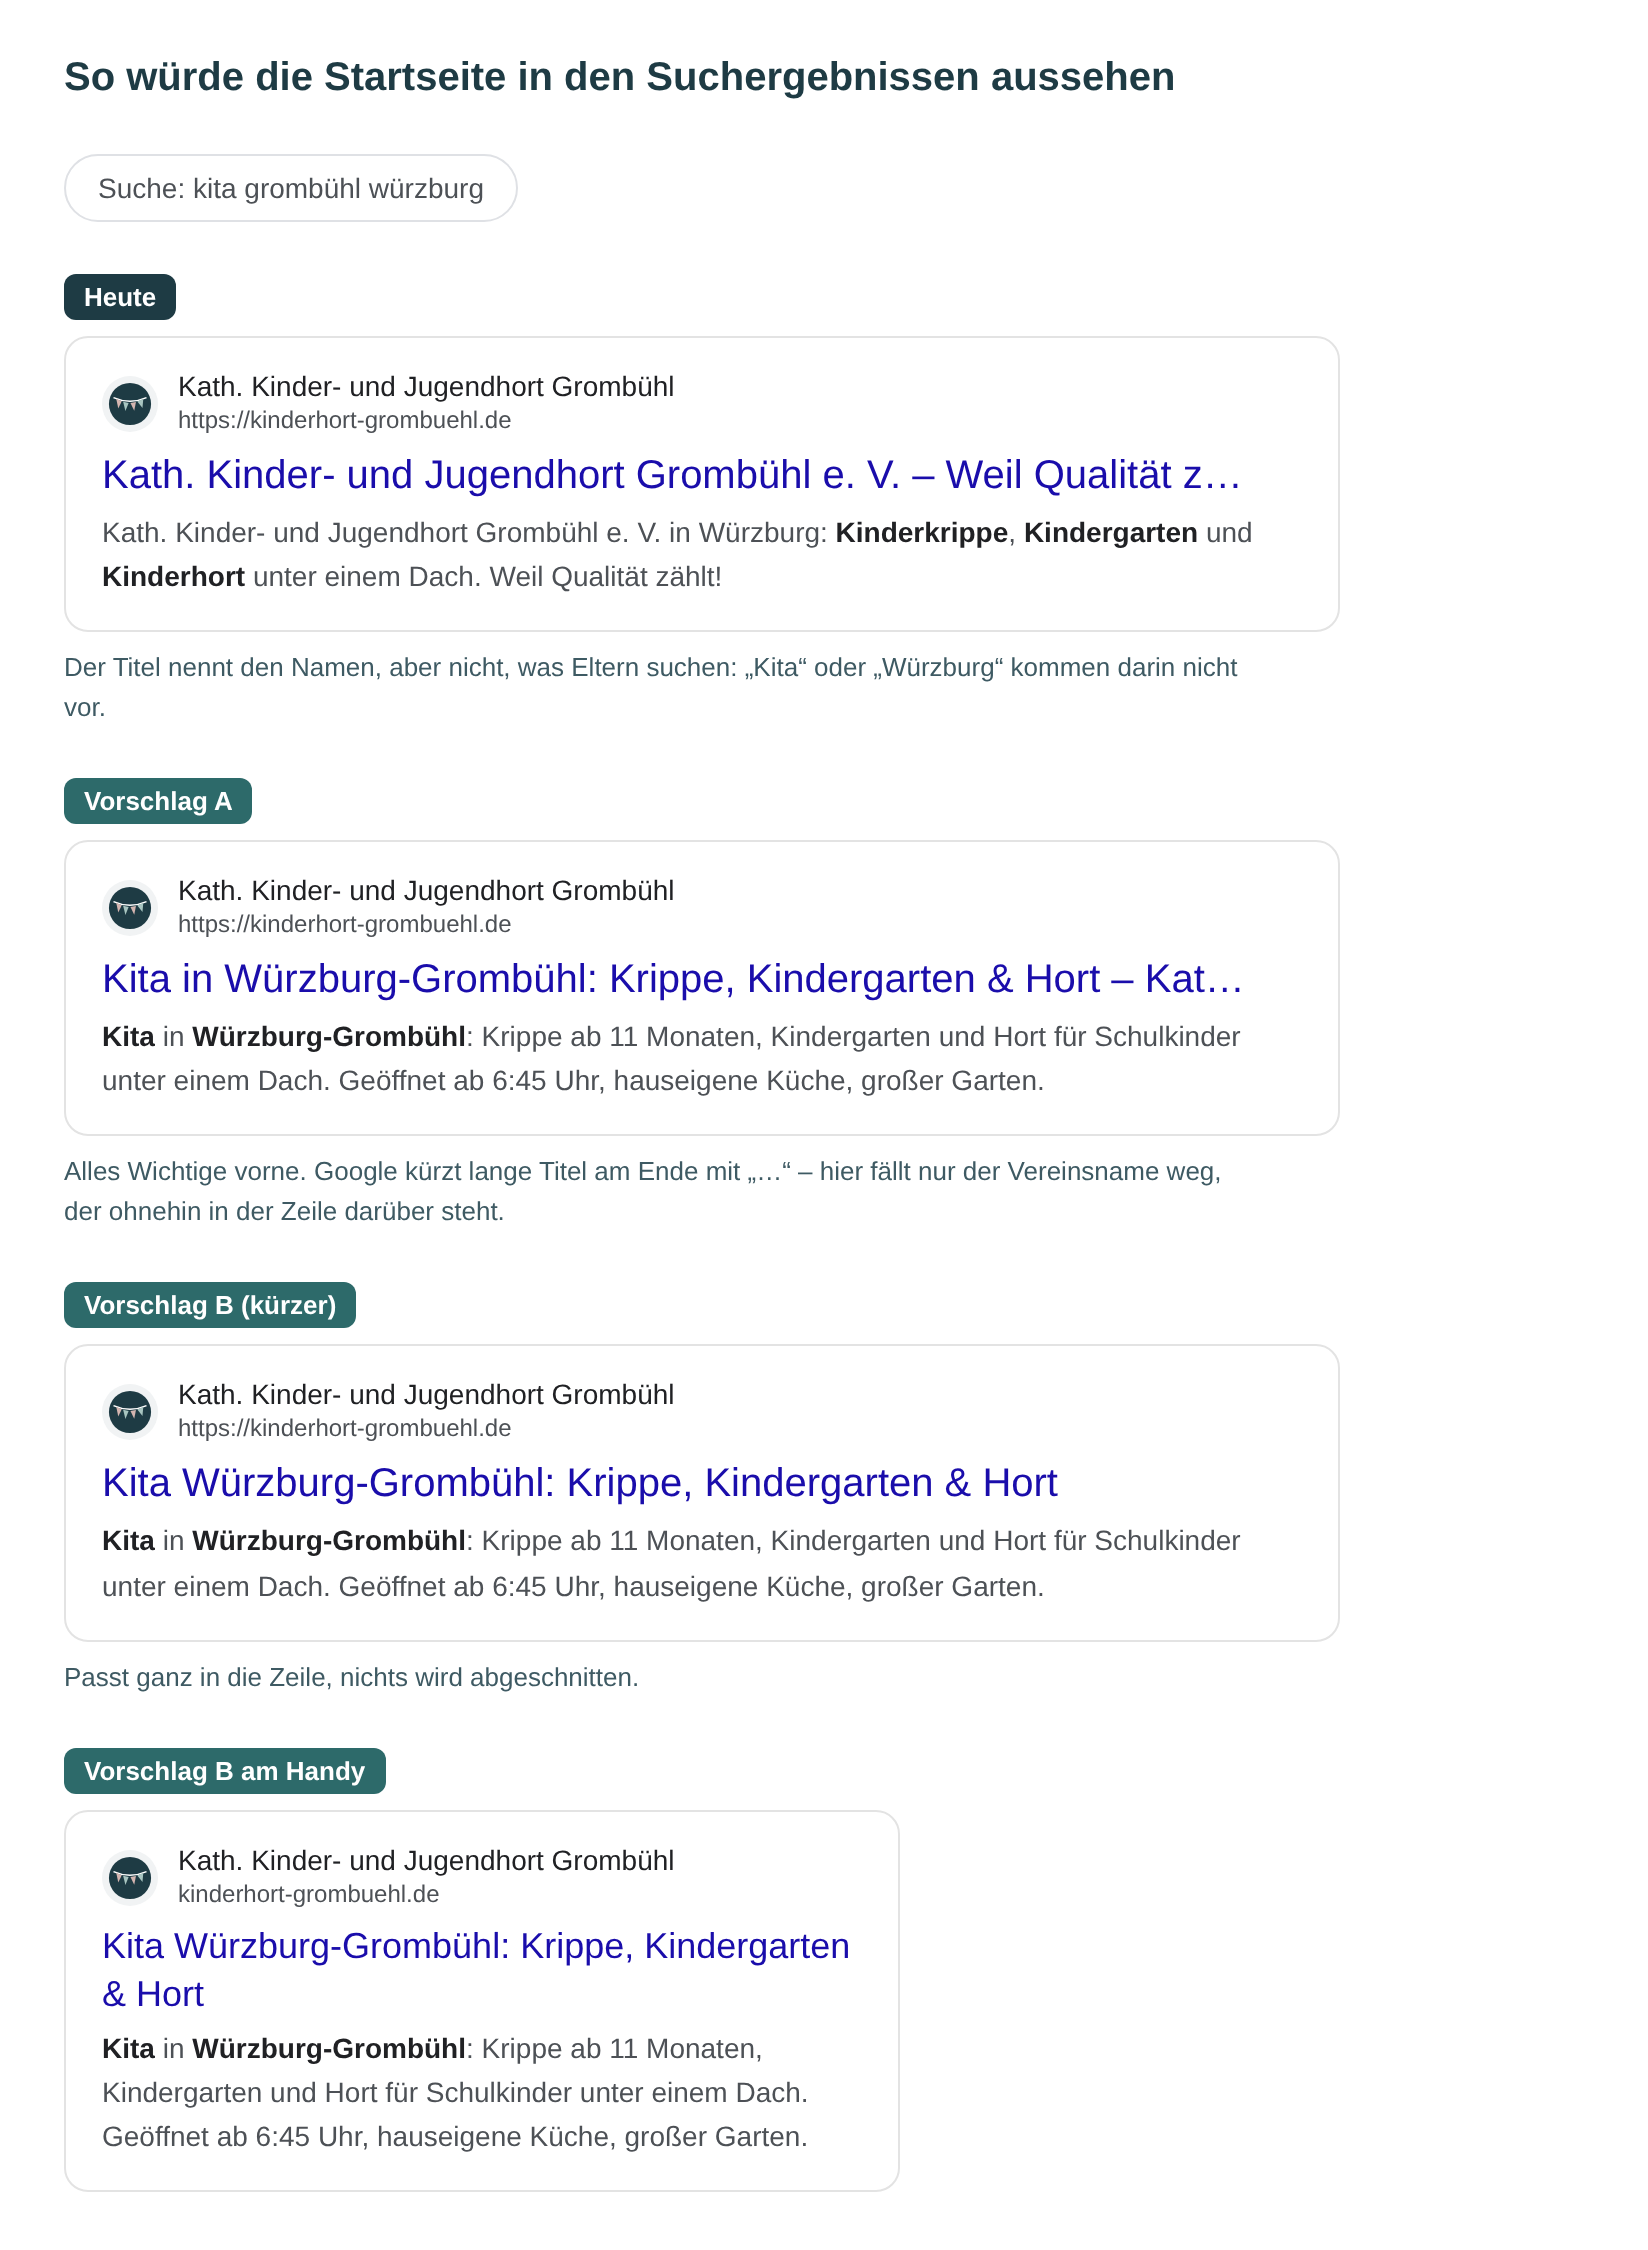 So würde die Startseite in den Suchergebnissen aussehen
Suche: kita grombühl würzburg
Heute
Kath. Kinder- und Jugendhort Grombühl
https://kinderhort-grombuehl.de
Kath. Kinder- und Jugendhort Grombühl e. V. – Weil Qualität z…
Kath. Kinder- und Jugendhort Grombühl e. V. in Würzburg: Kinderkrippe, Kindergarten und
Kinderhort unter einem Dach. Weil Qualität zählt!
Der Titel nennt den Namen, aber nicht, was Eltern suchen: „Kita“ oder „Würzburg“ kommen darin nicht
vor.
Vorschlag A
Kath. Kinder- und Jugendhort Grombühl
https://kinderhort-grombuehl.de
Kita in Würzburg-Grombühl: Krippe, Kindergarten & Hort – Kat…
Kita in Würzburg-Grombühl: Krippe ab 11 Monaten, Kindergarten und Hort für Schulkinder
unter einem Dach. Geöffnet ab 6:45 Uhr, hauseigene Küche, großer Garten.
Alles Wichtige vorne. Google kürzt lange Titel am Ende mit „…“ – hier fällt nur der Vereinsname weg,
der ohnehin in der Zeile darüber steht.
Vorschlag B (kürzer)
Kath. Kinder- und Jugendhort Grombühl
https://kinderhort-grombuehl.de
Kita Würzburg-Grombühl: Krippe, Kindergarten & Hort
Kita in Würzburg-Grombühl: Krippe ab 11 Monaten, Kindergarten und Hort für Schulkinder
unter einem Dach. Geöffnet ab 6:45 Uhr, hauseigene Küche, großer Garten.
Passt ganz in die Zeile, nichts wird abgeschnitten.
Vorschlag B am Handy
Kath. Kinder- und Jugendhort Grombühl
kinderhort-grombuehl.de
Kita Würzburg-Grombühl: Krippe, Kindergarten
& Hort
Kita in Würzburg-Grombühl: Krippe ab 11 Monaten,
Kindergarten und Hort für Schulkinder unter einem Dach.
Geöffnet ab 6:45 Uhr, hauseigene Küche, großer Garten.